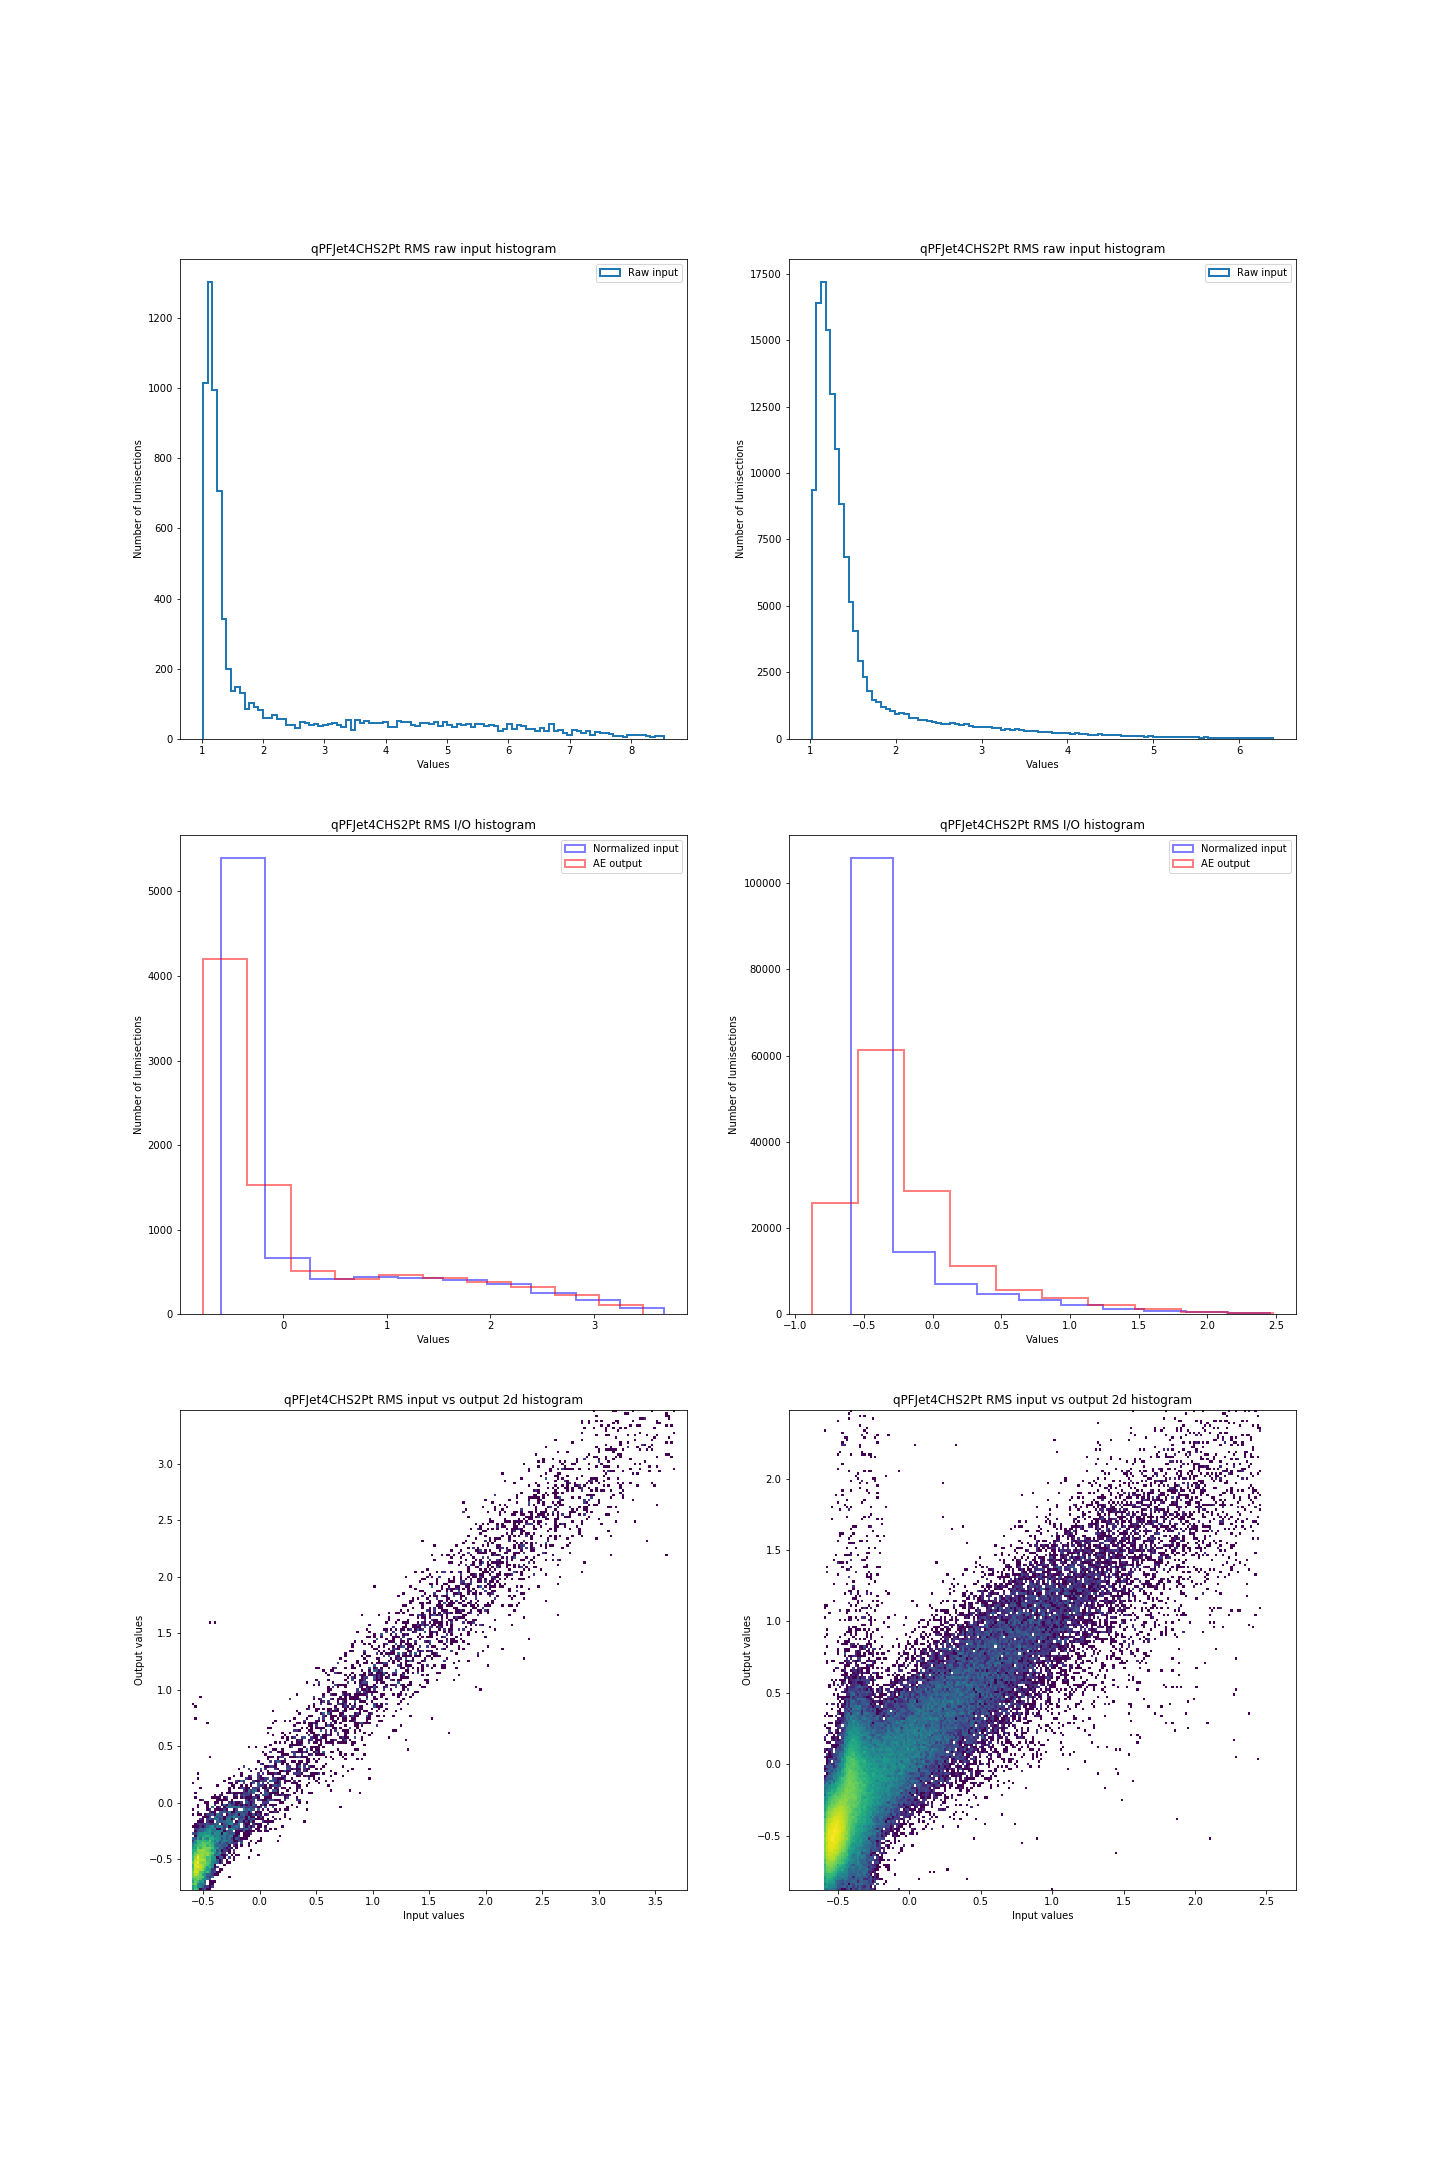 qPFJet4CHS2Pt RMS raw input histogram
Raw input
1200
1000
800
600
400
200
0
Number of lumisections
1 2 3 4 5 6 7 8
Values
qPFJet4CHS2Pt RMS raw input histogram
Raw input
17500
15000
12500
10000
7500
5000
2500
0
Number of lumisections
1 2 3 4 5 6
Values
qPFJet4CHS2Pt RMS I/O histogram
Normalized input
AE output
5000
4000
3000
2000
1000
0
Number of lumisections
0 1 2 3
Values
qPFJet4CHS2Pt RMS I/O histogram
Normalized input
AE output
100000
80000
60000
40000
20000
0
Number of lumisections
−1.0 −0.5 0.0 0.5 1.0 1.5 2.0 2.5
Values
qPFJet4CHS2Pt RMS input vs output 2d histogram
3.0
2.5
2.0
1.5
1.0
0.5
0.0
−0.5
Output values
−0.5 0.0 0.5 1.0 1.5 2.0 2.5 3.0 3.5
Input values
qPFJet4CHS2Pt RMS input vs output 2d histogram
2.0
1.5
1.0
0.5
0.0
−0.5
Output values
−0.5 0.0 0.5 1.0 1.5 2.0 2.5
Input values